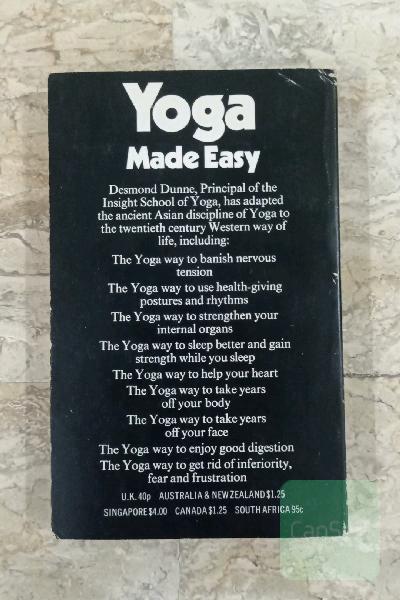 Yoga
Made Easy
Desmond Dunne, Principal of the
Insight School of Yoga, has adapted
the ancient Asian discipline of Yoga to
the twentieth century Western way of
life, including:
The Yoga way to banish nervous
tension
The Yoga way to use health-giving
postures and rhythms
The Yoga way to strengthen your
internal organs
The Yoga way to sleep better and gain
strength while you sleep
The Yoga way to help your heart
The Yoga way to take years
off your body
The Yoga way to take years
off your face
The Yoga way to enjoy good digestion
The Yoga way to get rid of inferiority,
fear and frustration
U.K. 40p AUSTRALIA & NEW ZEALAND $1.25
SINGAPORE $4.00 CANADA $1.25 SOUTH AFRICA 95c